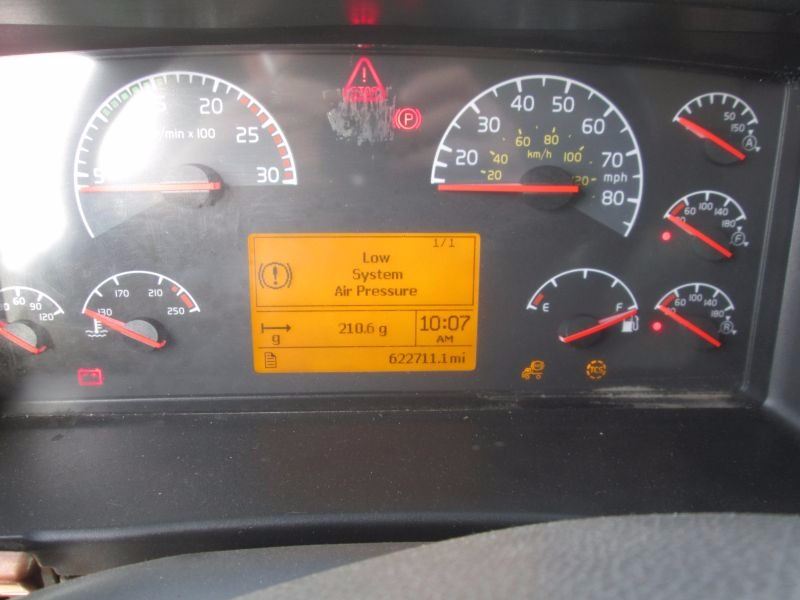 20
/min x 100
25
30
STOP
P
20
30
40
50
60
70
mph
80
20
40
60
80
km/h
100
120
50
150
A
60
100
140
180
F
60
100
140
180
R
60
90
120
130
170
210
250
1/1
Low
System
Air Pressure
g
210.6 g
10:07
AM
622711.1 mi
E
F
TCS